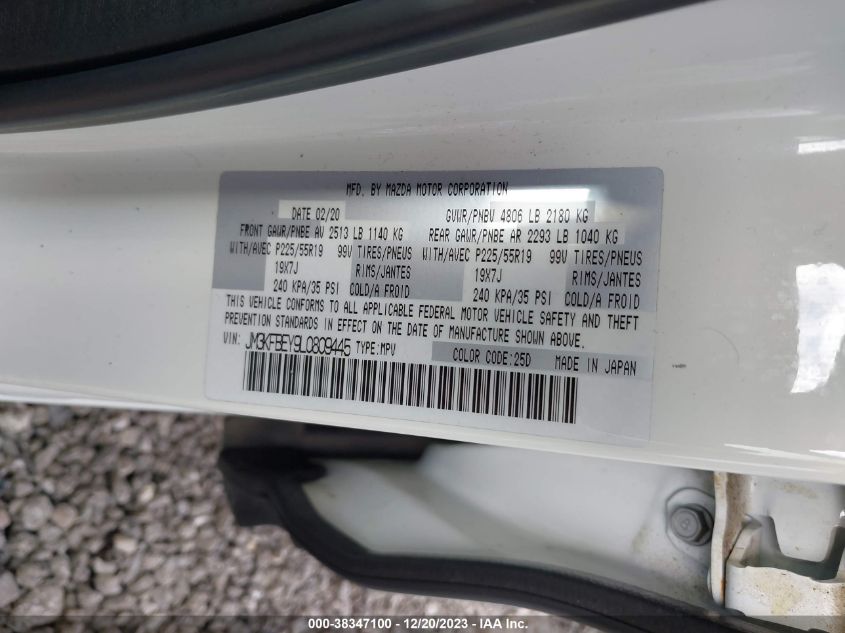 MFD. BY MAZDA MOTOR CORPORATION
DATE 02/20 GVWR/PNBV 4806 LB 2180 KG
FRONT GAWR/PNBE AV 2513 LB 1140 KG REAR GAWR/PNBE AR 2293 LB 1040 KG
WITH/AVEC P225/55R19 99V TIRES/PNEUS WITH/AVEC P225/55R19 99V TIRES/PNEUS
19X7J RIMS/JANTES 19X7J RIMS/JANTES
240 KPA/35 PSI COLD/A FROID 240 KPA/35 PSI COLD/A FROID
THIS VEHICLE CONFORMS TO ALL APPLICABLE FEDERAL MOTOR VEHICLE SAFETY AND THEFT
PREVENTION STANDARDS IN EFFECT ON THE DATE OF MANUFACTURE SHOWN ABOVE.
VIN: JM3KFBEY9L0809445 TYPE:MPV COLOR CODE:25D MADE IN JAPAN
000-38347100 - 12/20/2023 - IAA Inc.